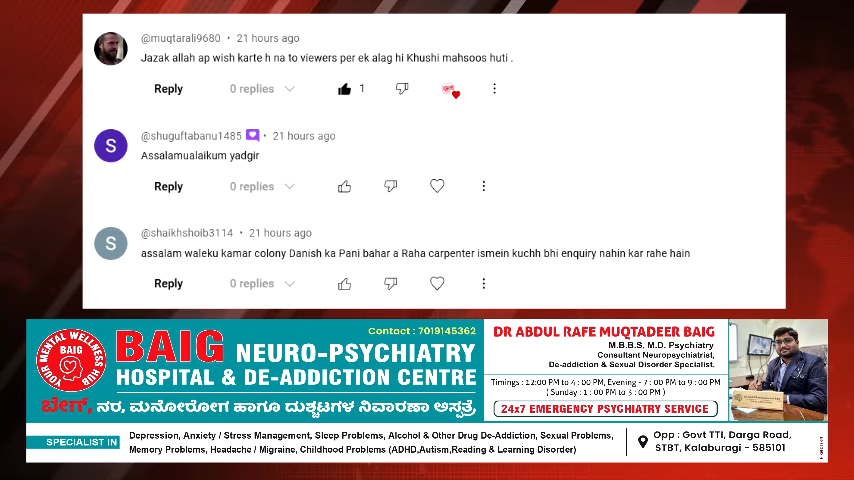 @muqtarali9680 • 21 hours ago
Jazak allah ap wish karte h na to viewers per ek alag hi Khushi mahsoos huti .
Reply 0 replies 1
S
@shuguftabanu1485 • 21 hours ago
Assalamualaikum yadgir
Reply 0 replies
S
@shaikhshoib3114 • 21 hours ago
assalam waleku kamar colony Danish ka Pani bahar a Raha carpenter ismein kuchh bhi enquiry nahin kar rahe hain
Reply 0 replies
YOUR MENTAL WELLNESS HUB
BAIG
Contact : 7019145362
BAIG NEURO-PSYCHIATRY
HOSPITAL & DE-ADDICTION CENTRE
ಬೇಗ್, ನರ, ಮನೋರೋಗ ಹಾಗೂ ದುಶ್ಚಟಗಳ ನಿವಾರಣಾ ಆಸ್ಪತ್ರೆ
DR ABDUL RAFE MUQTADEER BAIG
M.B.B.S, M.D. Psychiatry
Consultant Neuropsychiatrist,
De-addiction & Sexual Disorder Specialist.
Timings : 12:00 PM to 4 : 00 PM, Evening - 7 : 00 PM to 9 : 00 PM
( Sunday : 1 : 00 PM to 3 : 00 PM )
24x7 EMERGENCY PSYCHIATRY SERVICE
SPECIALIST IN
Depression, Anxiety / Stress Management, Sleep Problems, Alcohol & Other Drug De-Addiction, Sexual Problems,
Memory Problems, Headache / Migraine, Childhood Problems (ADHD,Autism,Reading & Learning Disorder)
Opp : Govt TTI, Darga Road,
STBT, Kalaburagi - 585101